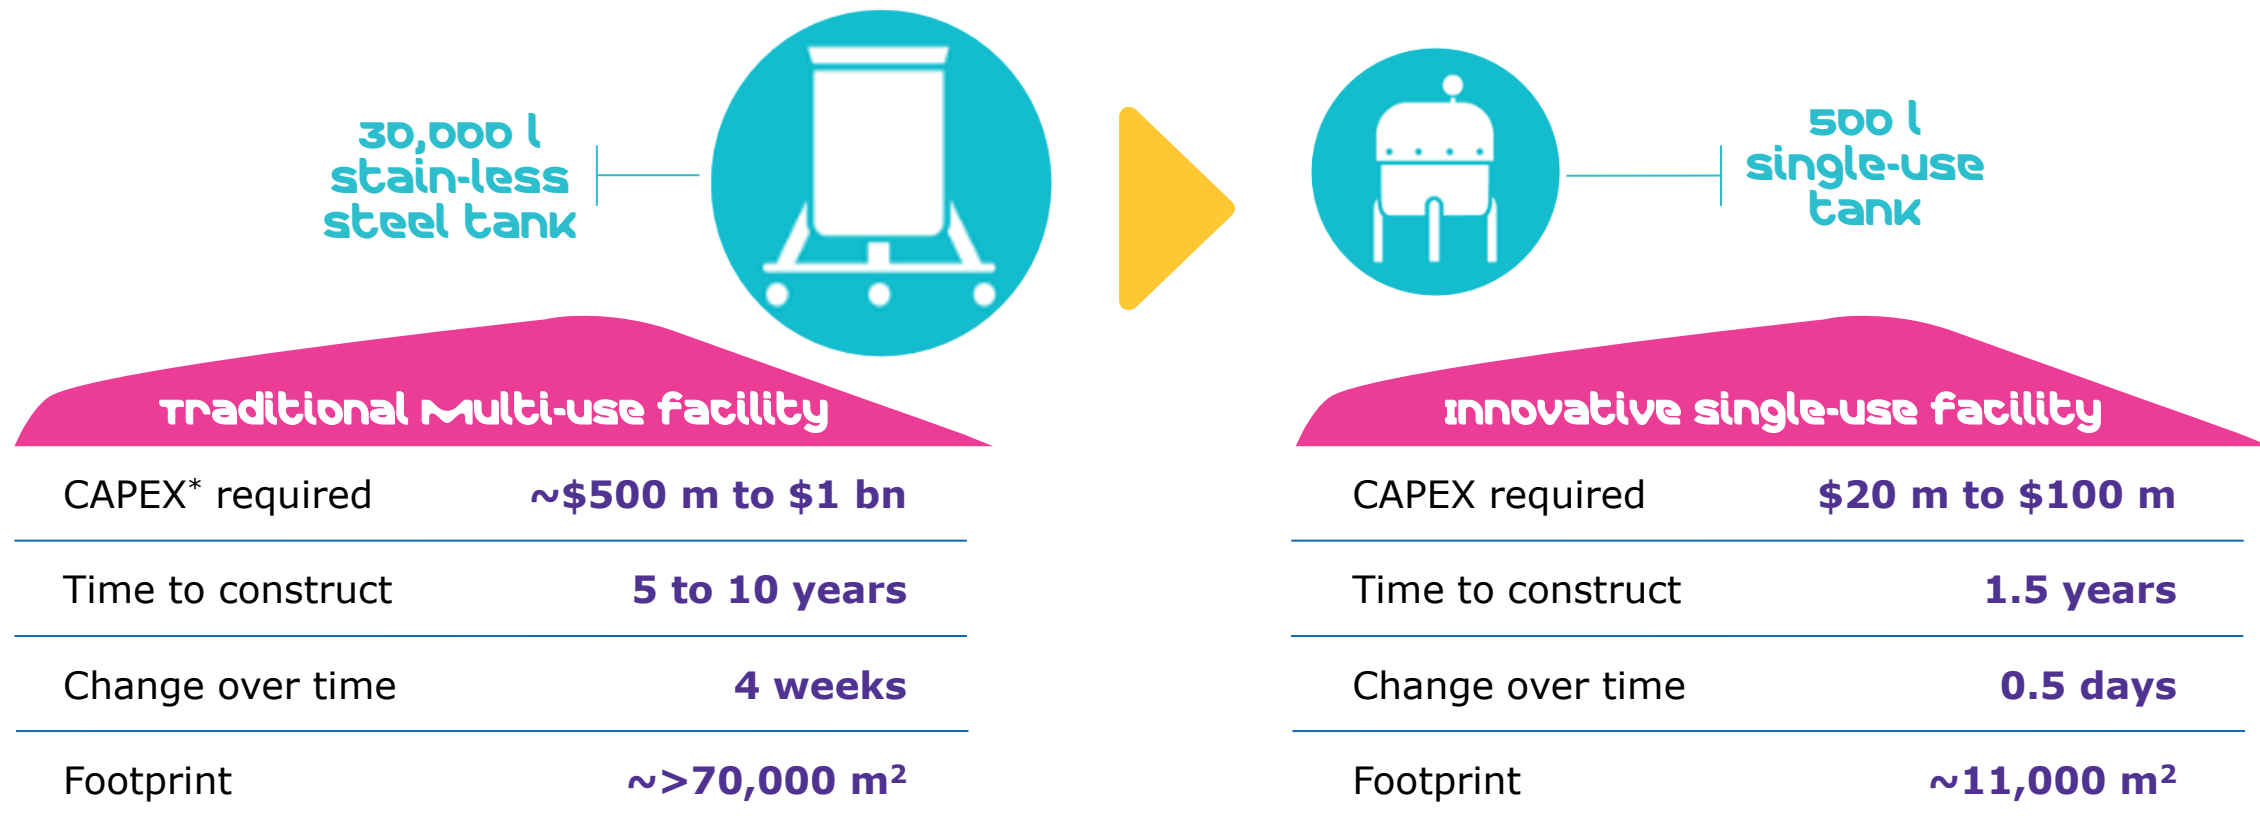 30,000 l
stain-less
steel tank
500 l
single-use
tank
Traditional Multi-use facility
CAPEX* required ~$500 m to $1 bn
Time to construct 5 to 10 years
Change over time 4 weeks
Footprint ~>70,000 m²
Innovative single-use facility
CAPEX required $20 m to $100 m
Time to construct 1.5 years
Change over time 0.5 days
Footprint ~11,000 m²